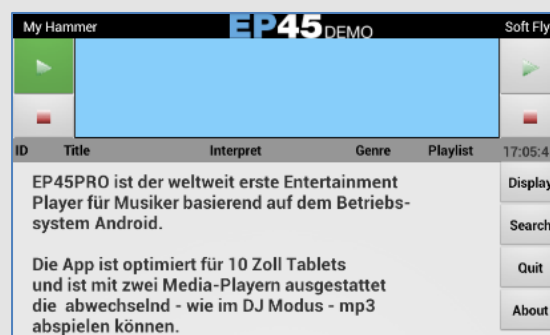 My Hammer
EP45 DEMO
Soft Fly
ID Title Interpret Genre Playlist 17:05:4
EP45PRO ist der weltweit erste Entertainment
Player für Musiker basierend auf dem Betriebs-
system Android.
Die App ist optimiert für 10 Zoll Tablets
und ist mit zwei Media-Playern ausgestattet
die abwechselnd - wie im DJ Modus - mp3
abspielen können.
Display
Search
Quit
About